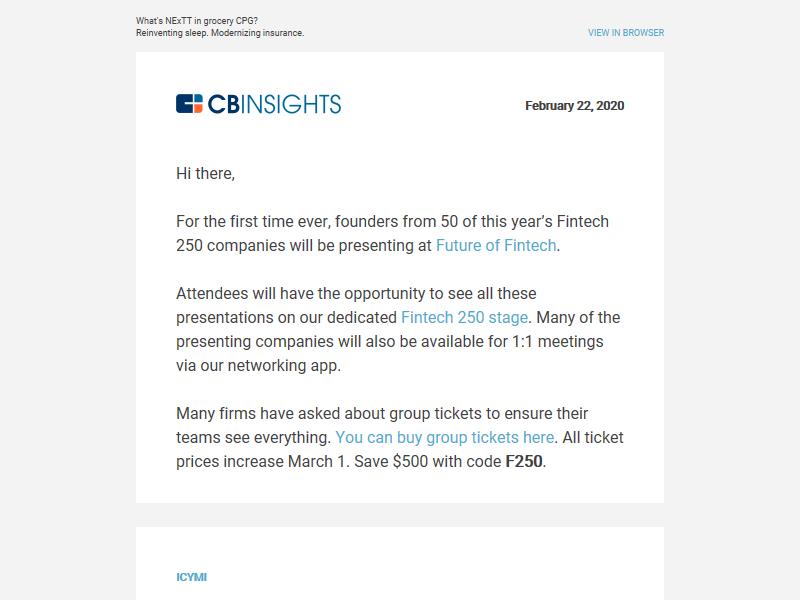 What's NExTT in grocery CPG?
Reinventing sleep. Modernizing insurance.
VIEW IN BROWSER
CBINSIGHTS
February 22, 2020
Hi there,
For the first time ever, founders from 50 of this year's Fintech
250 companies will be presenting at Future of Fintech.
Attendees will have the opportunity to see all these
presentations on our dedicated Fintech 250 stage. Many of the
presenting companies will also be available for 1:1 meetings
via our networking app.
Many firms have asked about group tickets to ensure their
teams see everything. You can buy group tickets here. All ticket
prices increase March 1. Save $500 with code F250.
ICYMI